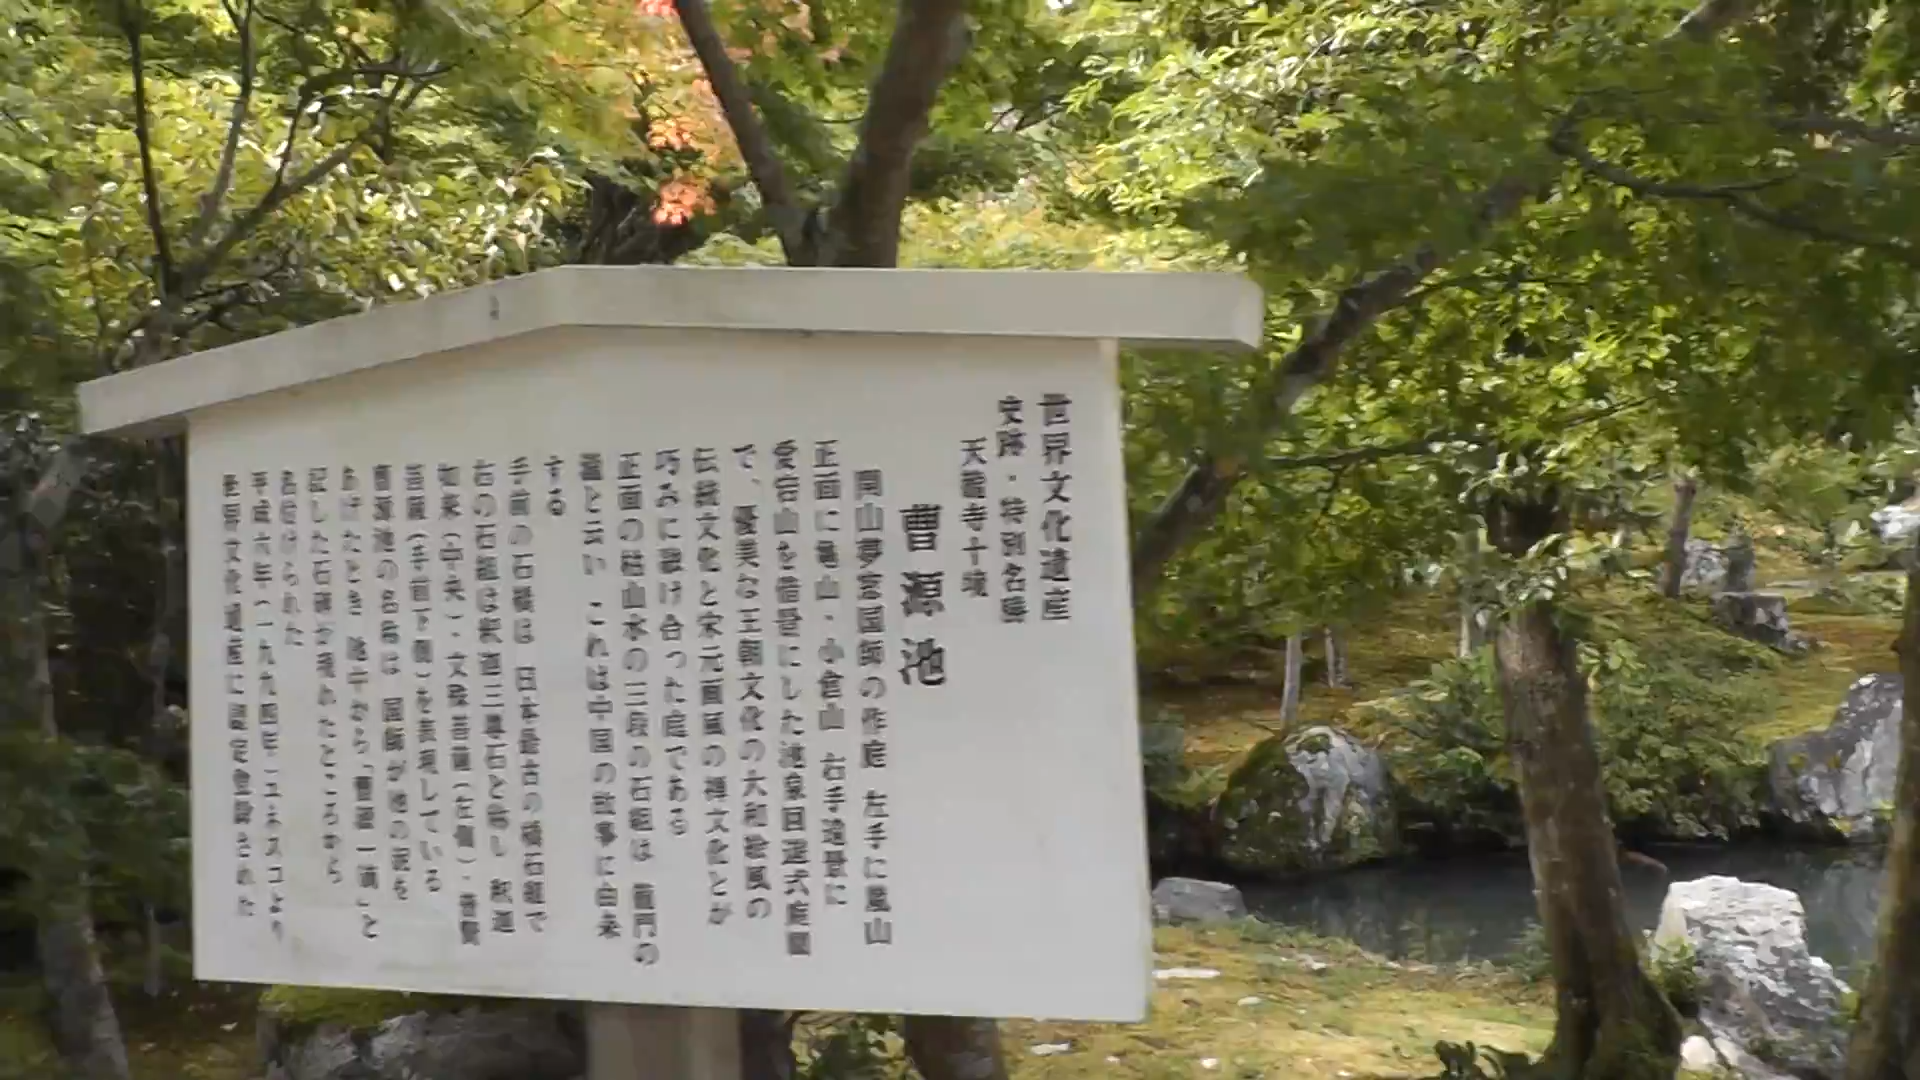 世界文化遺産
史跡・特別名勝
天龍寺十境
曹源池
開山夢窓国師の作庭 左手に嵐山
正面に亀山・小倉山 右手遠景に
愛宕山を借景にした池泉回遊式庭園
で、優美な王朝文化の大和絵風の
伝統文化と宋元画風の禅文化とが
巧みに融け合った庭である
正面の枯山水の三段の石組は 龍門の
瀧と云い これは中国の故事に由来
する
手前の石橋は 日本最古の橋石組で
右の石組は釈迦三尊石と称し 釈迦
如来(中央)・文殊菩薩(左側)・普賢
菩薩(手前下側)を表現している
曹源池の名称は 国師が池の泥を
あげたとき 池中から「曹源一滴」と
記した石碑が現れたところから
名付けられた
平成六年(一九九四年)ユネスコより
世界文化遺産に認定登録された